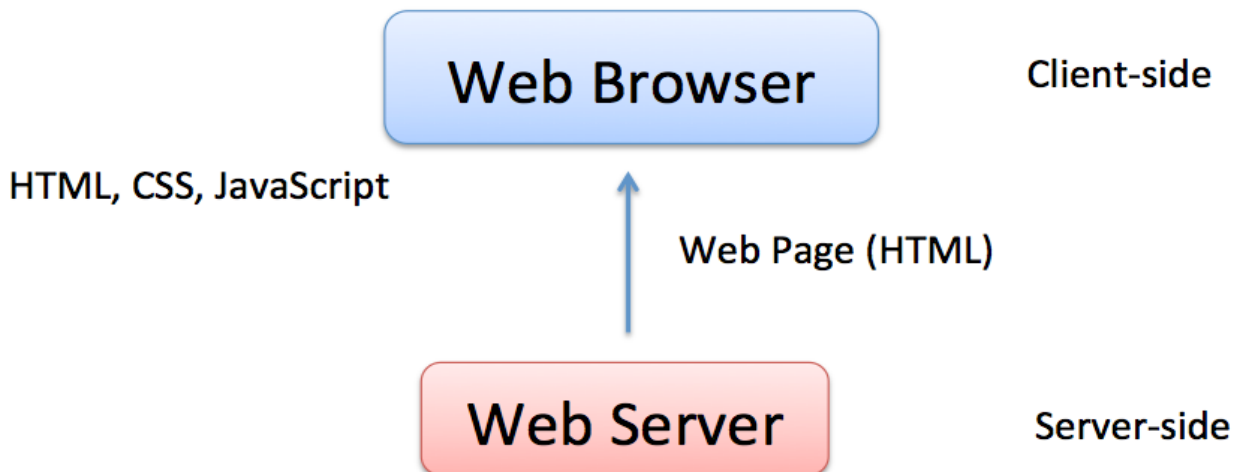 Web Browser
Client-side
HTML, CSS, JavaScript
Web Page (HTML)
Web Server
Server-side